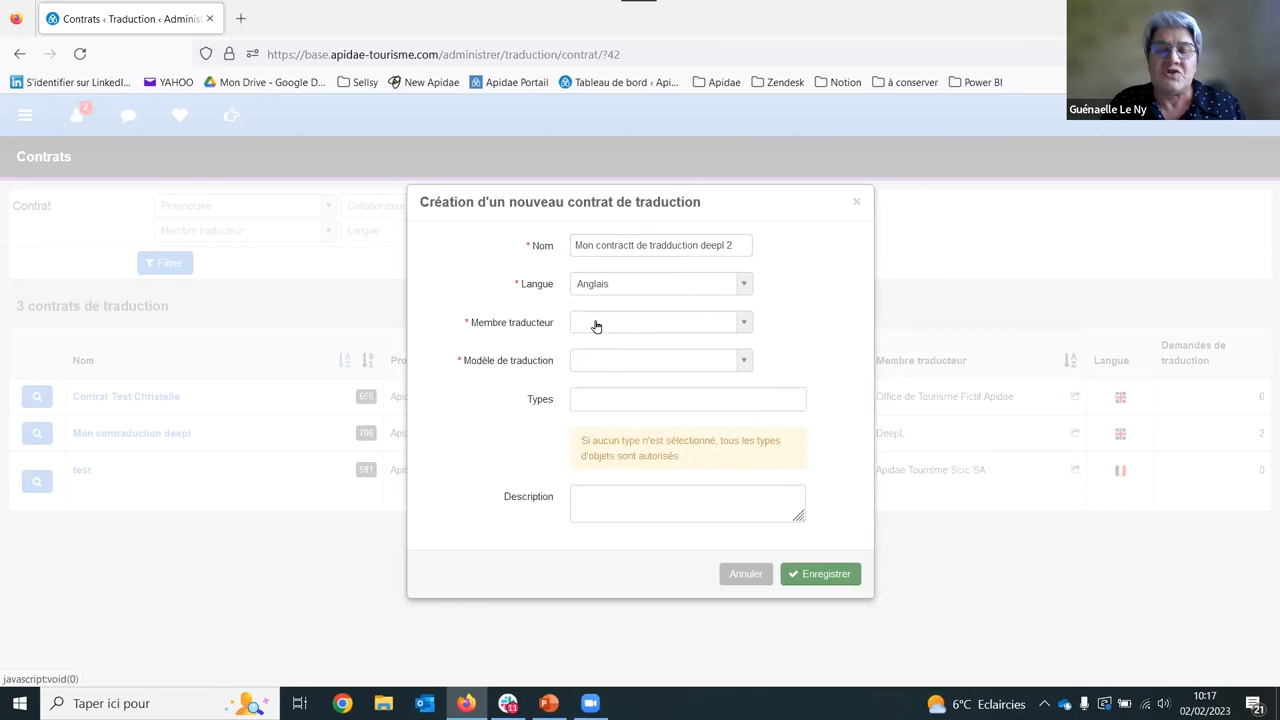 Contrats ‹ Traduction ‹ Adminis
https://base.apidae-tourisme.com/administrer/traduction/contrat/?42
S'identifier sur LinkedI... YAHOO Mon Drive - Google D... Sellsy New Apidae Apidae Portail Tableau de bord ‹ Api... Apidae Zendesk Notion à conserver Power BI
Guénaelle Le Ny
2
Contrats
Contrat Propriétaire Collaborateur
Membre traducteur Langue
Filtrer
3 contrats de traduction
Nom Membre traducteur Langue Demandes de traduction
Contrat Test Christelle 656 Office de Tourisme Fictif Apidae 6
Mon contraduction deepl 706 DeepL 2
test 581 Apidae Tourisme Scic SA 0
Création d'un nouveau contrat de traduction ×
* Nom Mon contractt de tradduction deepl 2
* Langue Anglais
* Membre traducteur
* Modèle de traduction
Types
Si aucun type n'est sélectionné, tous les types
d'objets sont autorisés.
Description
Annuler Enregistrer
javascript:void(0)
Taper ici pour
6°C Eclaircies
10:17
02/02/2023
21